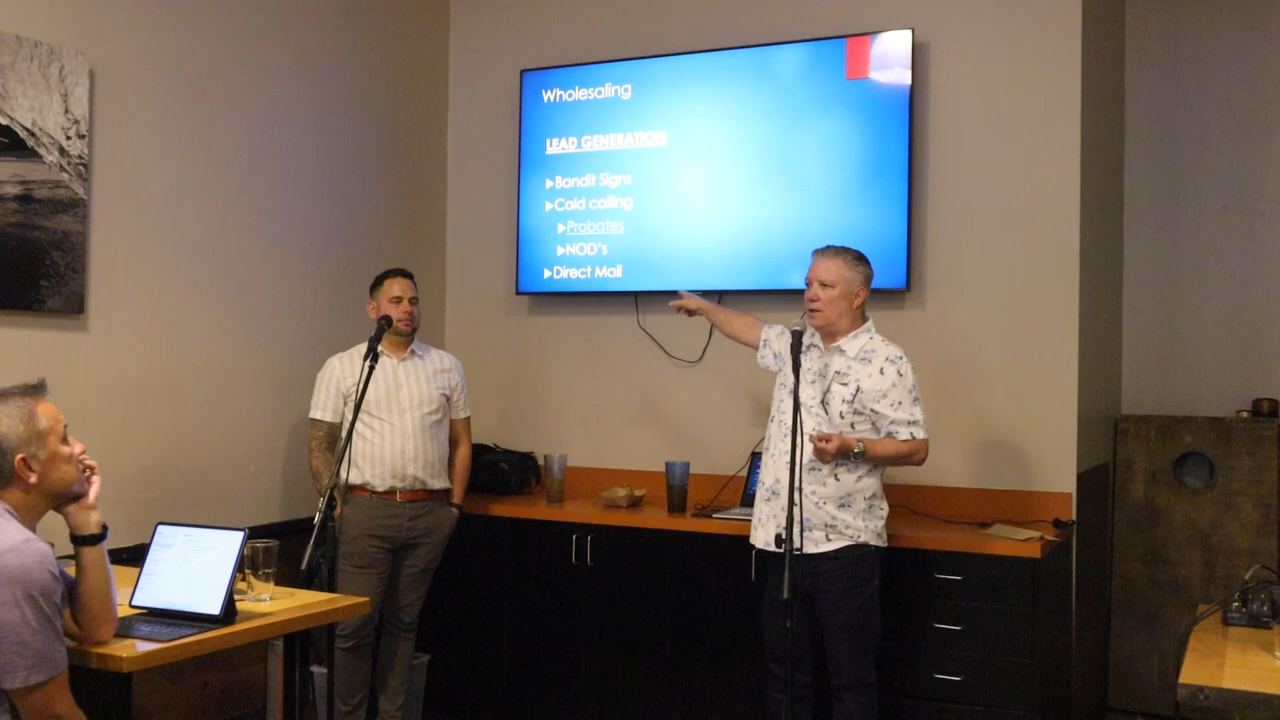 Wholesaling
LEAD GENERATION
▶Bandit Signs
▶Cold calling
▶Probates
▶NOD's
▶Direct Mail